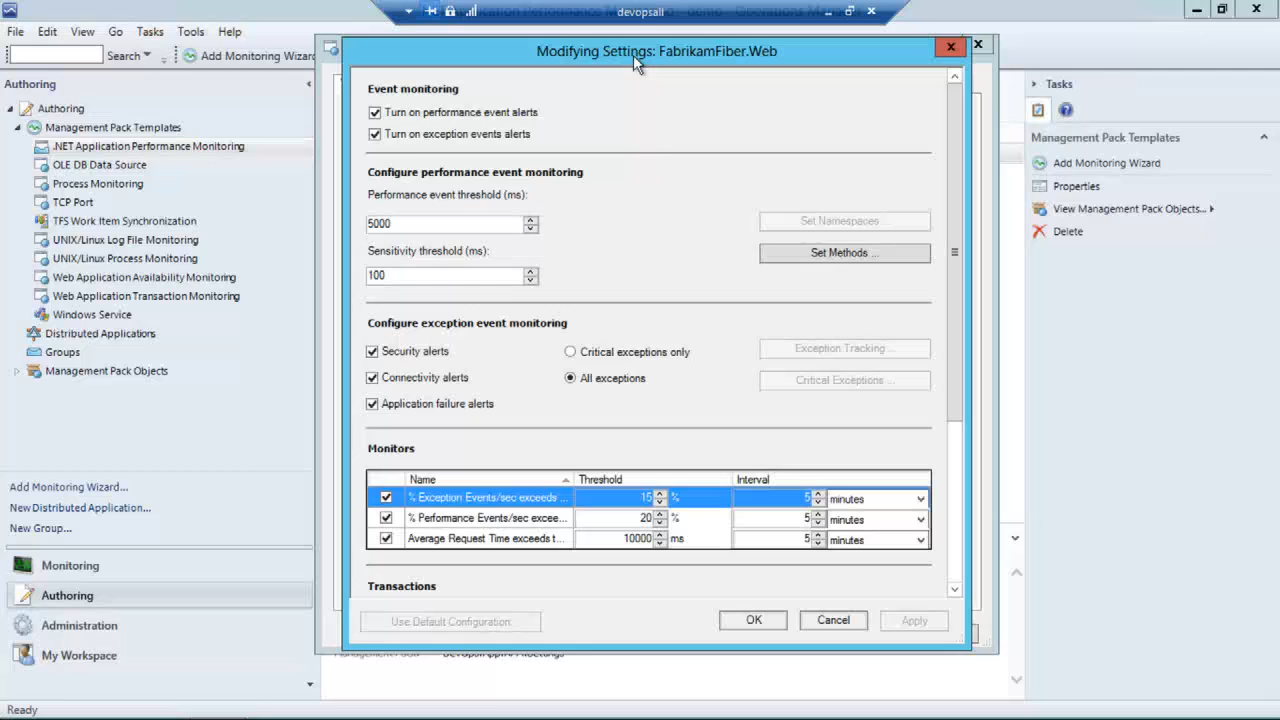 devopsall
File Edit View Go Tasks Tools Help
Search
Add Monitoring Wizard
Authoring
Authoring
Management Pack Templates
.NET Application Performance Monitoring
OLE DB Data Source
Process Monitoring
TCP Port
TFS Work Item Synchronization
UNIX/Linux Log File Monitoring
UNIX/Linux Process Monitoring
Web Application Availability Monitoring
Web Application Transaction Monitoring
Windows Service
Distributed Applications
Groups
Management Pack Objects
Add Monitoring Wizard...
New Distributed Application...
New Group...
Monitoring
Authoring
Administration
My Workspace
Ready
Modifying Settings: FabrikamFiber.Web
Event monitoring
Turn on performance event alerts
Turn on exception events alerts
Configure performance event monitoring
Performance event threshold (ms):
5000
Set Namespaces ...
Sensitivity threshold (ms):
Set Methods ...
100
Configure exception event monitoring
Security alerts
Critical exceptions only
Exception Tracking ...
Connectivity alerts
All exceptions
Critical Exceptions ...
Application failure alerts
Monitors
Name Threshold Interval
% Exception Events/sec exceeds ... 15 % 5 minutes
% Performance Events/sec excee... 20 % 5 minutes
Average Request Time exceeds t... 10000 ms 5 minutes
Transactions
Use Default Configuration
OK
Cancel
Apply
Tasks
Management Pack Templates
Add Monitoring Wizard
Properties
View Management Pack Objects...
Delete